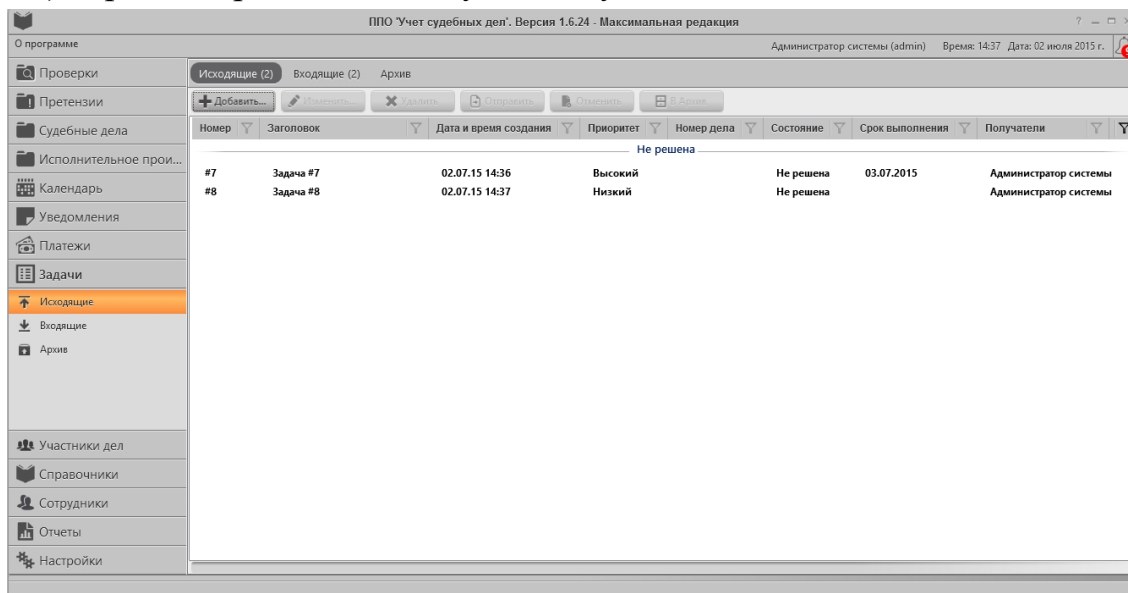 ППО 'Учет судебных дел'. Версия 1.6.24 - Максимальная редакция
О программе
Администратор системы (admin) Время: 14:37 Дата: 02 июля 2015 г.
Проверки
Претензии
Судебные дела
Исполнительное прои...
Календарь
Уведомления
Платежи
Задачи
Исходящие
Входящие
Архив
Участники дел
Справочники
Сотрудники
Отчеты
Настройки
Исходящие (2) Входящие (2) Архив
Добавить... Изменить... Удалить Отправить Отменить В Архив
Номер Заголовок Дата и время создания Приоритет Номер дела Состояние Срок выполнения Получатели
Не решена
#7 Задача #7 02.07.15 14:36 Высокий Не решена 03.07.2015 Администратор системы
#8 Задача #8 02.07.15 14:37 Низкий Не решена Администратор системы